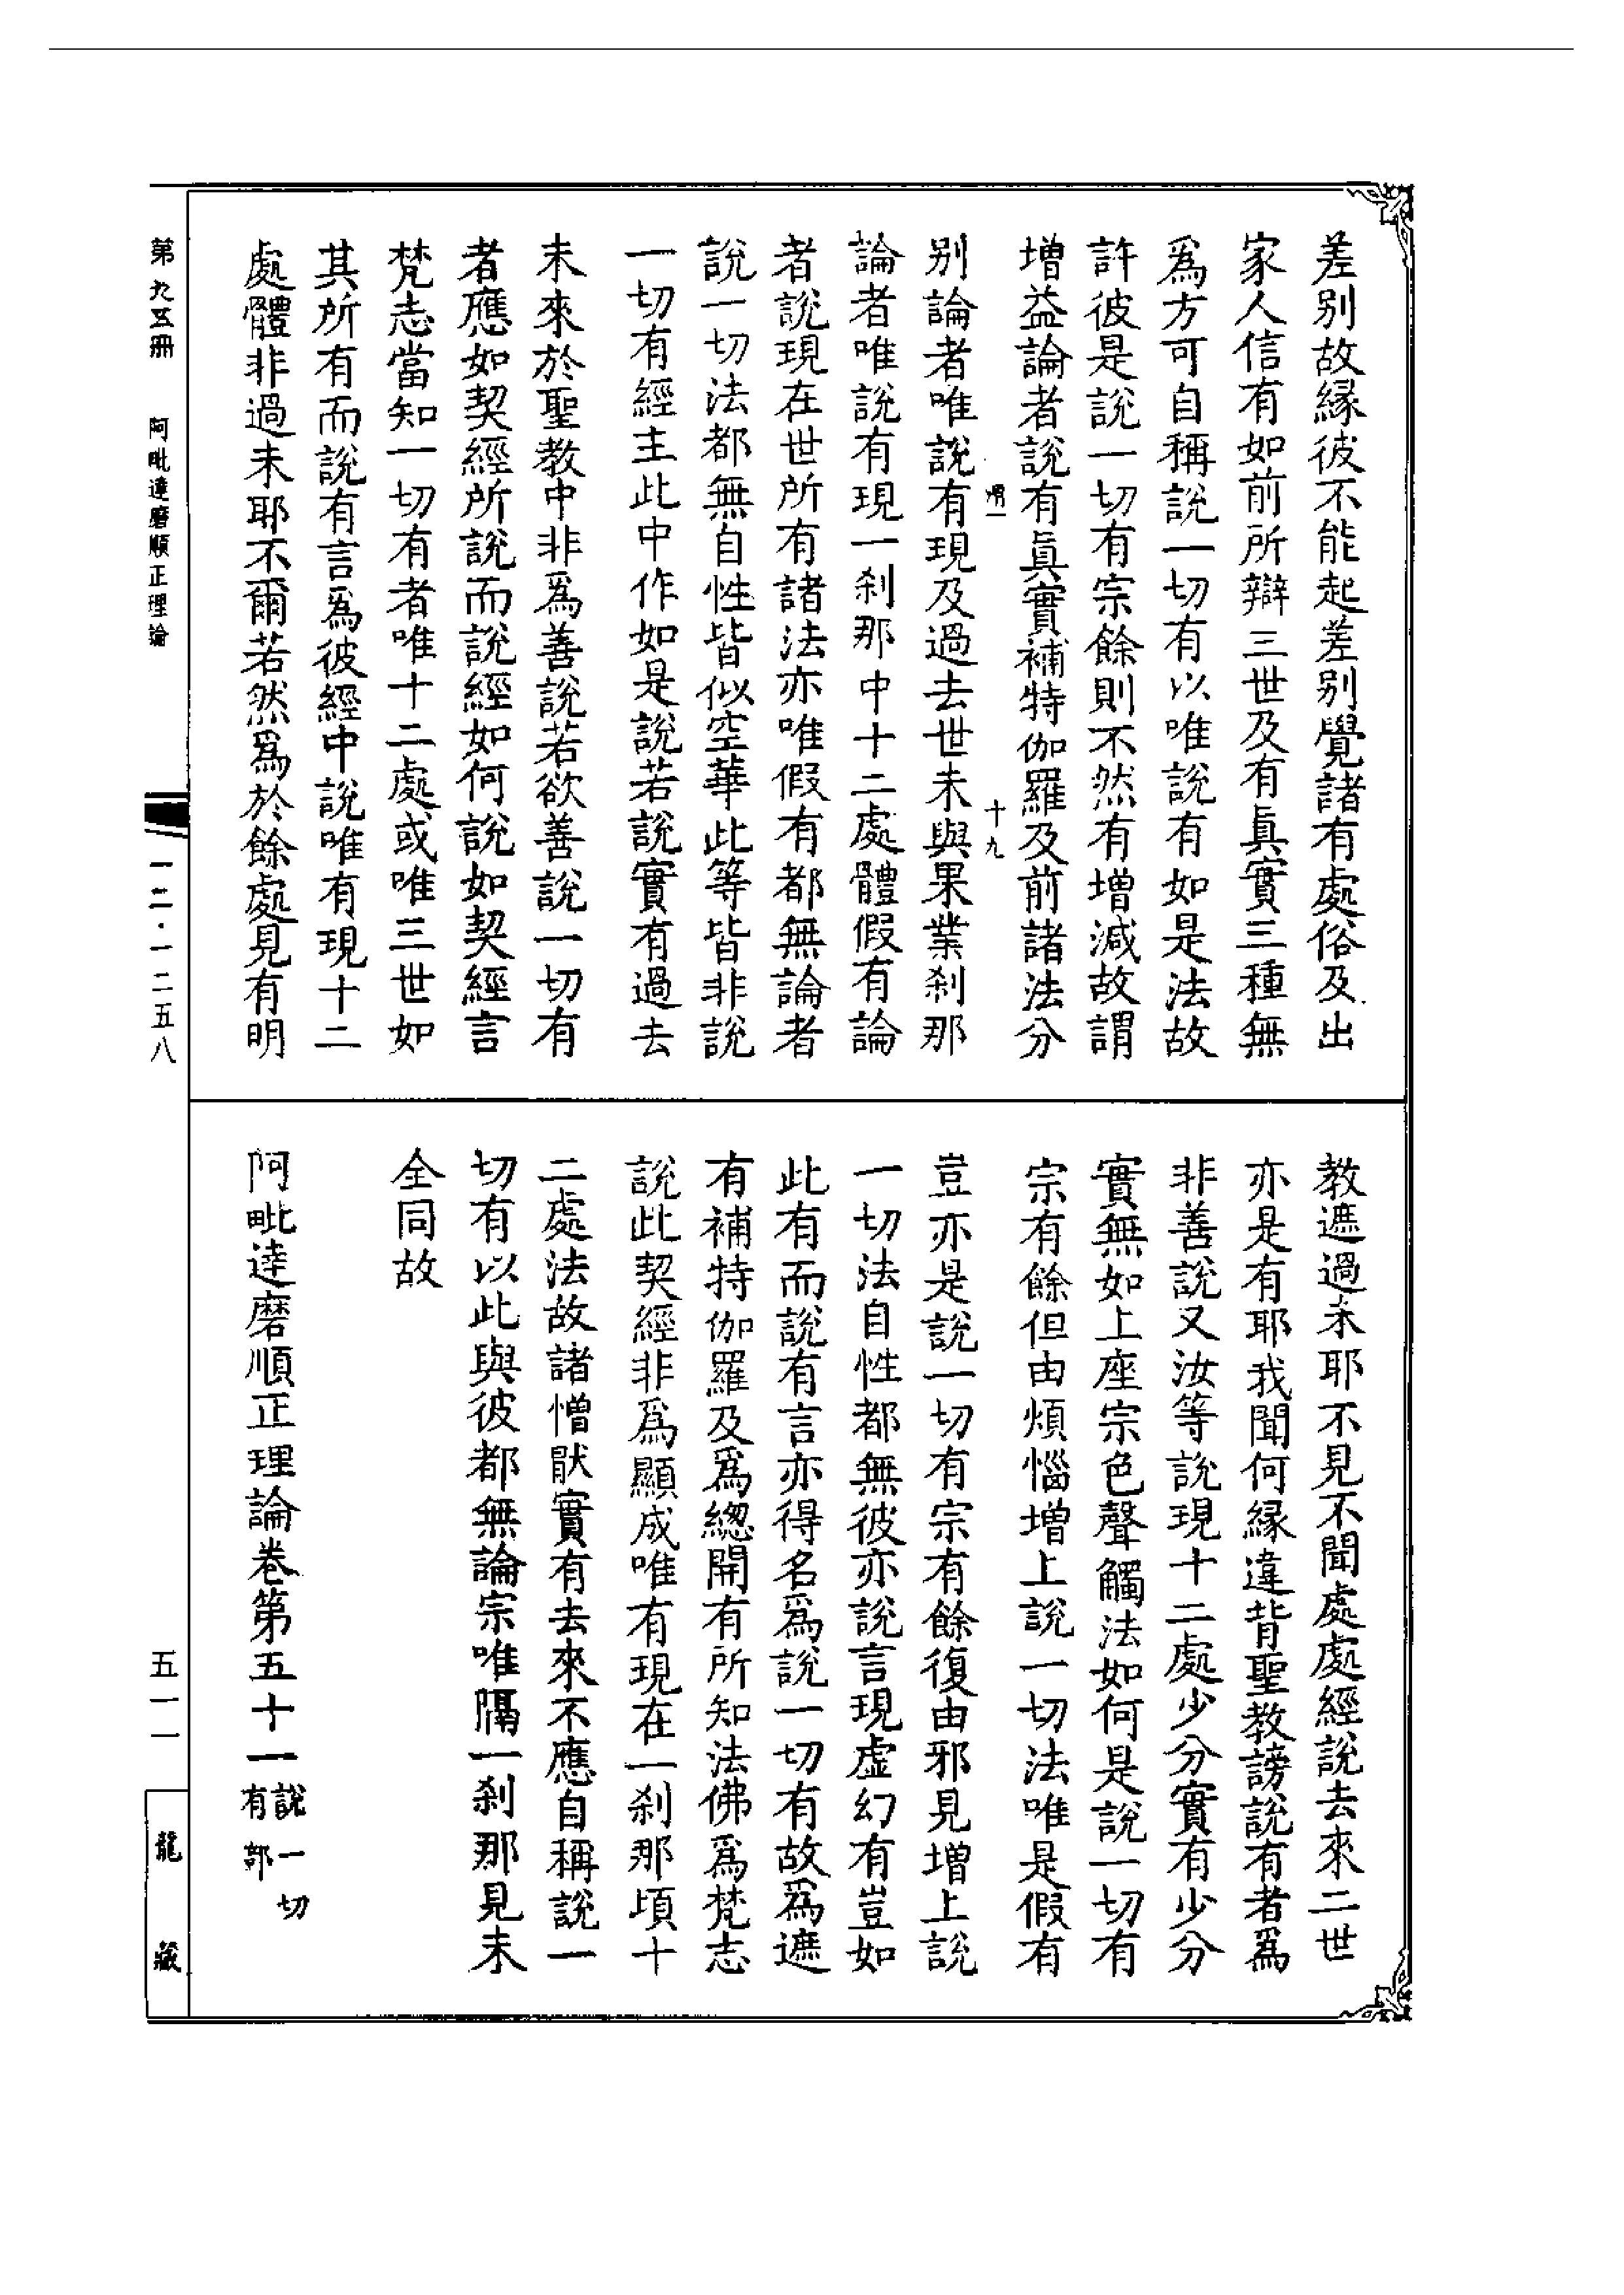 差别故緣彼不能起差别覺諸有處俗及出
家人信有如前所辯三世及有眞實三種無
爲方可自稱說一切有以唯說有如是法故
許彼是說一切有宗餘則不然有增減故謂
增益論者說有眞實補特伽羅及前諸法分
十九
别論者唯說有現及過去世未與果業刹那
論者唯說有現一刹那中十二處體假有論
者說現在世所有諸法亦唯假有都無論者
說一切法都無自性皆似空華此等皆非說
一切有經主此中作如是說若說實有過去
未來於聖教中非爲善說若欲善說一切有
者應如契經所說而說經如何說如契經言
梵志當知一切有者唯十二處或唯三世如
其所有而說有言爲彼經中說唯有現十二
處體非過未耶不爾若然爲於餘處見有明
教遮過未耶不見不聞處處經說去來二世
亦是有耶我聞何緣違背聖教謗說有者爲
非善說又汝等說現十二處少分實有少分
實無如上座宗色聲觸法如何是說一切有
宗有餘但由煩惱增上說一切法唯是假有
豈亦是說一切有宗有餘復由邪見增上說
一切法自性都無彼亦說言現虛幻有豈如
此有而說有言亦得名爲說一切有故爲遮
有補特伽羅及爲總開有所知法佛爲梵志
說此契經非爲顯成唯有現在一刹那頃十
二處法故諸憎猒實有去來不應自稱說一
切有以此與彼都無論宗唯隔一刹那見未
全同故
阿毗達磨順正理論卷第五十一說一切有部
第九五冊 阿毗達磨順正理論
一二·一二五八
五一一
龍藏